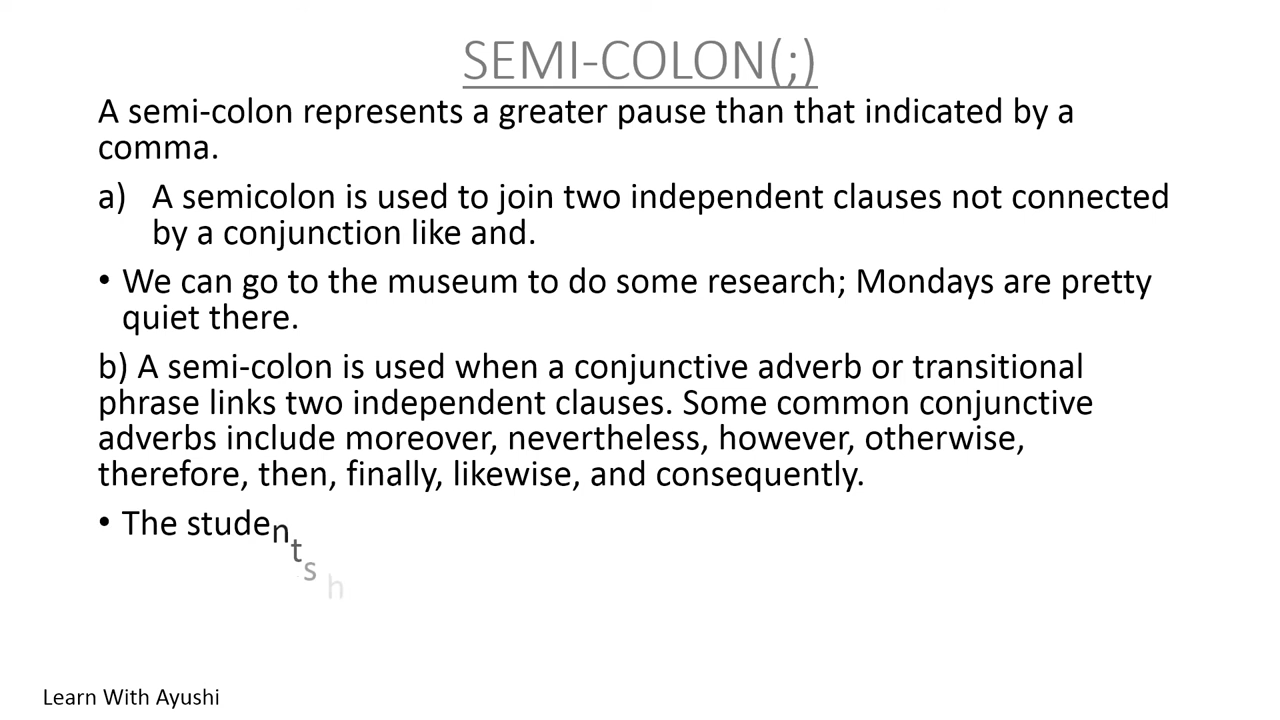 SEMI-COLON(;)
A semi-colon represents a greater pause than that indicated by a
comma.
a) A semicolon is used to join two independent clauses not connected
by a conjunction like and.
• We can go to the museum to do some research; Mondays are pretty
quiet there.
b) A semi-colon is used when a conjunctive adverb or transitional
phrase links two independent clauses. Some common conjunctive
adverbs include moreover, nevertheless, however, otherwise,
therefore, then, finally, likewise, and consequently.
• The students h
Learn With Ayushi